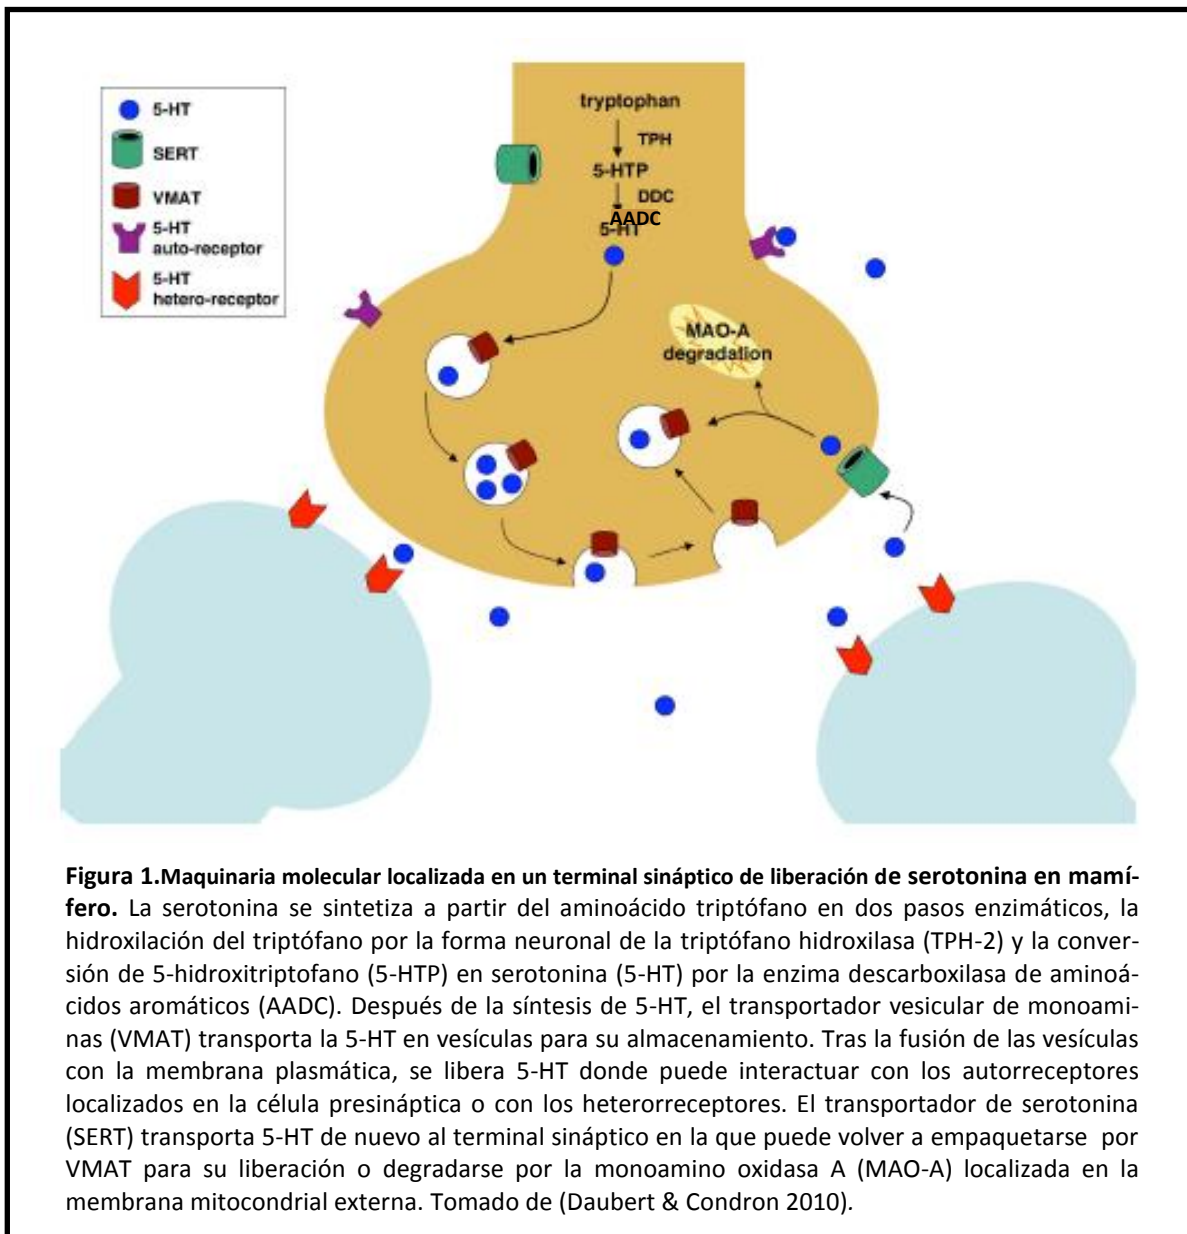 5-HT
SERT
VMAT
5-HT
auto-receptor
5-HT
hetero-receptor
tryptophan
TPH
5-HTP
DDC
AADC
5-HT
MAO-A
degradation
Figura 1.Maquinaria molecular localizada en un terminal sináptico de liberación de serotonina en mamí-
fero. La serotonina se sintetiza a partir del aminoácido triptófano en dos pasos enzimáticos, la
hidroxilación del triptófano por la forma neuronal de la triptófano hidroxilasa (TPH-2) y la conver-
sión de 5-hidroxitriptofano (5-HTP) en serotonina (5-HT) por la enzima descarboxilasa de aminoá-
cidos aromáticos (AADC). Después de la síntesis de 5-HT, el transportador vesicular de monoami-
nas (VMAT) transporta la 5-HT en vesículas para su almacenamiento. Tras la fusión de las vesículas
con la membrana plasmática, se libera 5-HT donde puede interactuar con los autorreceptores
localizados en la célula presináptica o con los heterorreceptores. El transportador de serotonina
(SERT) transporta 5-HT de nuevo al terminal sináptico en la que puede volver a empaquetarse por
VMAT para su liberación o degradarse por la monoamino oxidasa A (MAO-A) localizada en la
membrana mitocondrial externa. Tomado de (Daubert & Condron 2010).